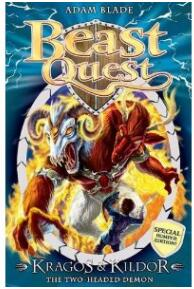 ADAM BLADE
Beast
Quest
SPECIAL
BUMPER
EDITION!
KRAGOS & KILDOR
THE TWO-HEADED DEMON